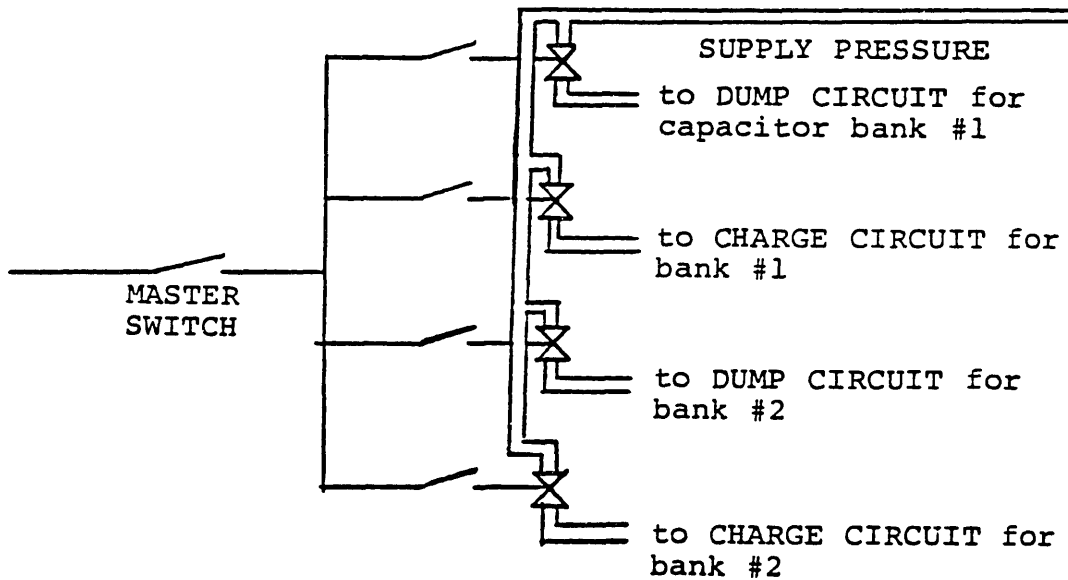 SUPPLY PRESSURE
to DUMP CIRCUIT for
capacitor bank #1
to CHARGE CIRCUIT for
bank #1
MASTER
SWITCH
to DUMP CIRCUIT for
bank #2
to CHARGE CIRCUIT for
bank #2